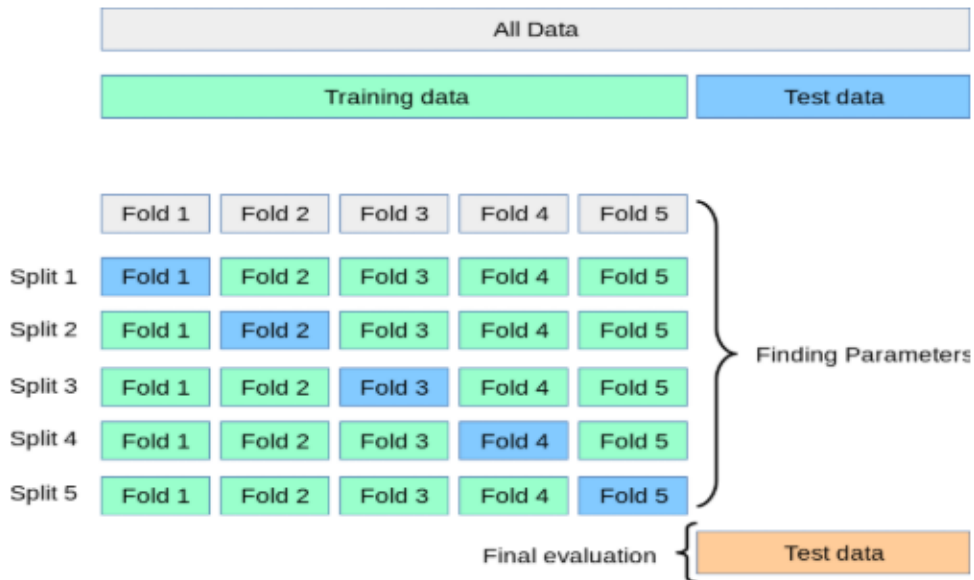 All Data
Training data Test data
Fold 1 Fold 2 Fold 3 Fold 4 Fold 5
Split 1 Fold 1 Fold 2 Fold 3 Fold 4 Fold 5
Split 2 Fold 1 Fold 2 Fold 3 Fold 4 Fold 5
Finding Parameters
Split 3 Fold 1 Fold 2 Fold 3 Fold 4 Fold 5
Split 4 Fold 1 Fold 2 Fold 3 Fold 4 Fold 5
Split 5 Fold 1 Fold 2 Fold 3 Fold 4 Fold 5
Final evaluation Test data